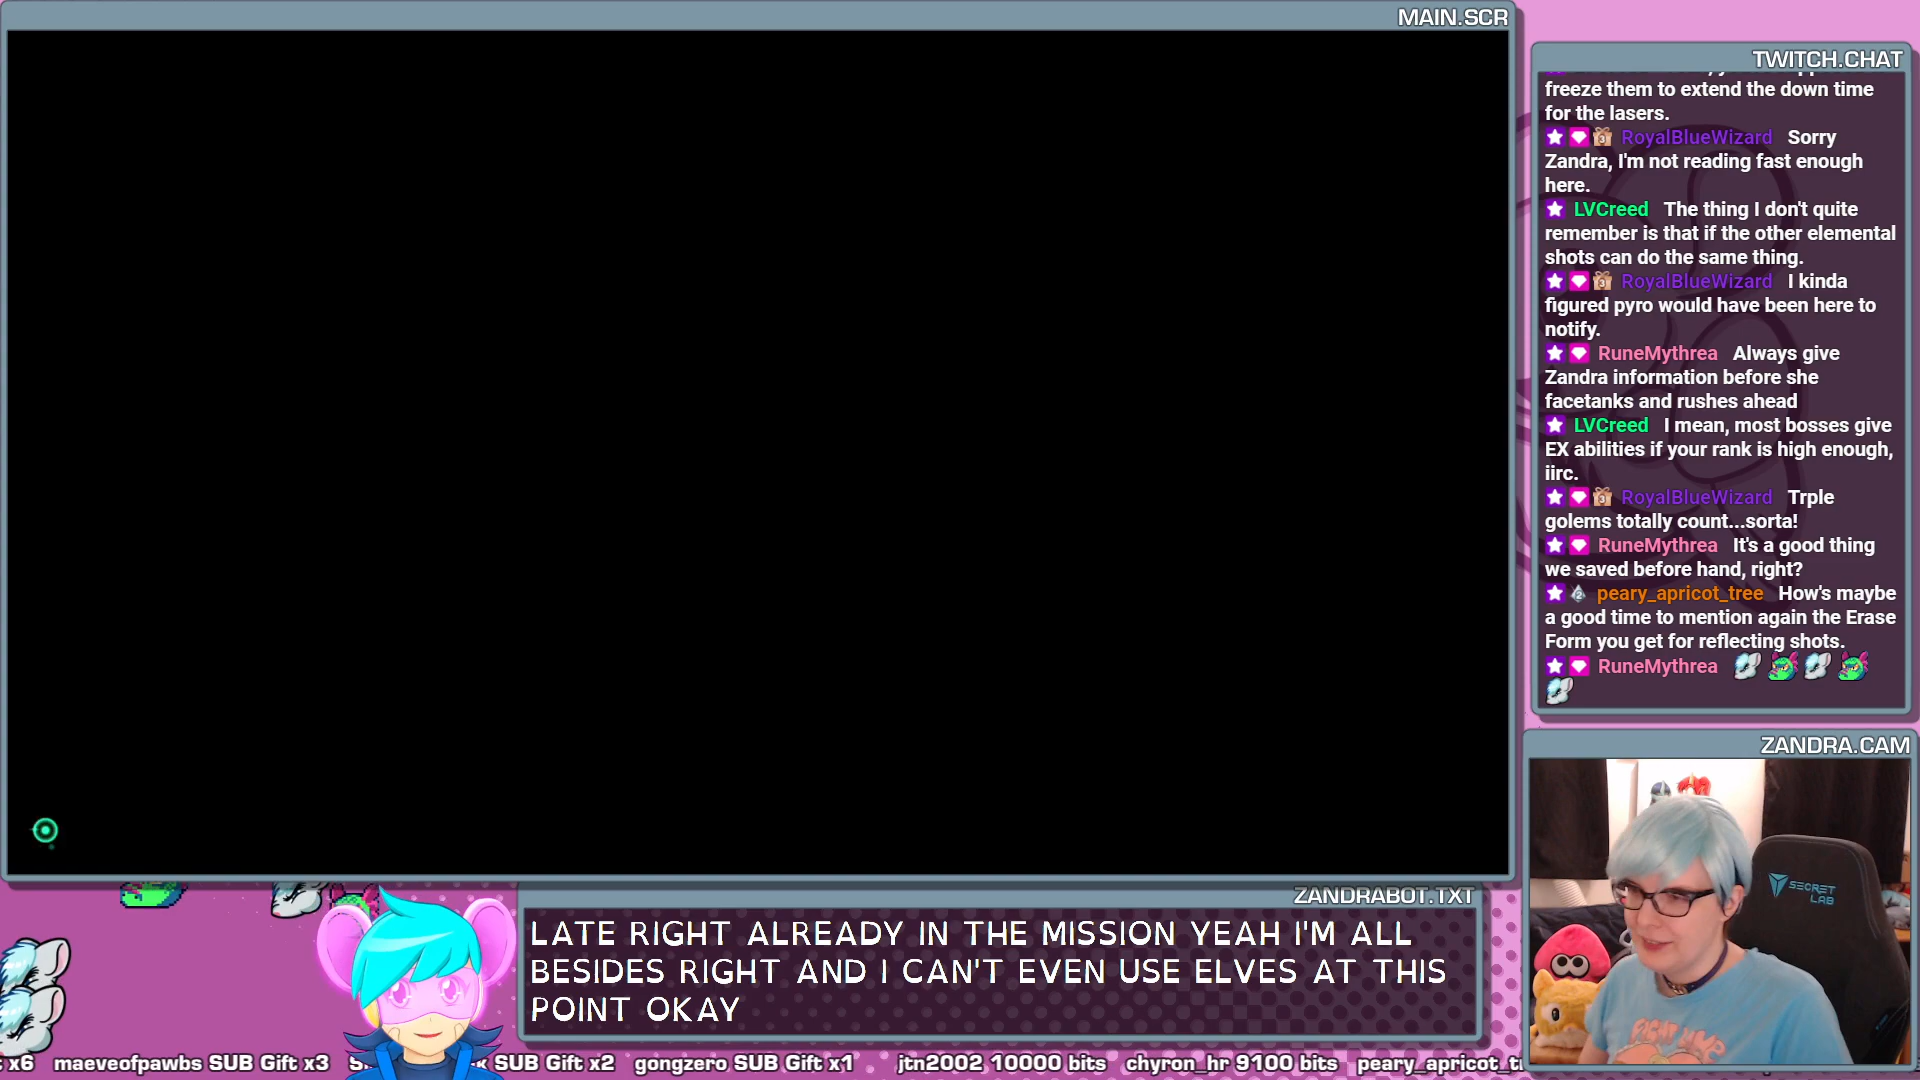 MAIN.SCR
TWITCH.CHAT
freeze them to extend the down time
for the lasers.
RoyalBlueWizard Sorry
Zandra, I'm not reading fast enough
here.
LVCreed The thing I don't quite
remember is that if the other elemental
shots can do the same thing.
RoyalBlueWizard I kinda
figured pyro would have been here to
notify.
RuneMythrea Always give
Zandra information before she
facetanks and rushes ahead
LVCreed I mean, most bosses give
EX abilities if your rank is high enough,
iirc.
RoyalBlueWizard Trple
golems totally count...sorta!
RuneMythrea It's a good thing
we saved before hand, right?
peary_apricot_tree How's maybe
a good time to mention again the Erase
Form you get for reflecting shots.
RuneMythrea
ZANDRA.CAM
SECRET
LAB
ZANDRABOT.TXT
LATE RIGHT ALREADY IN THE MISSION YEAH I'M ALL
BESIDES RIGHT AND I CAN'T EVEN USE ELVES AT THIS
POINT OKAY
x6 maeveofpawbs SUB Gift x3 SUB Gift x2 gongzero SUB Gift x1 jtn2002 10000 bits chyron_hr 9100 bits peary_apricot_t